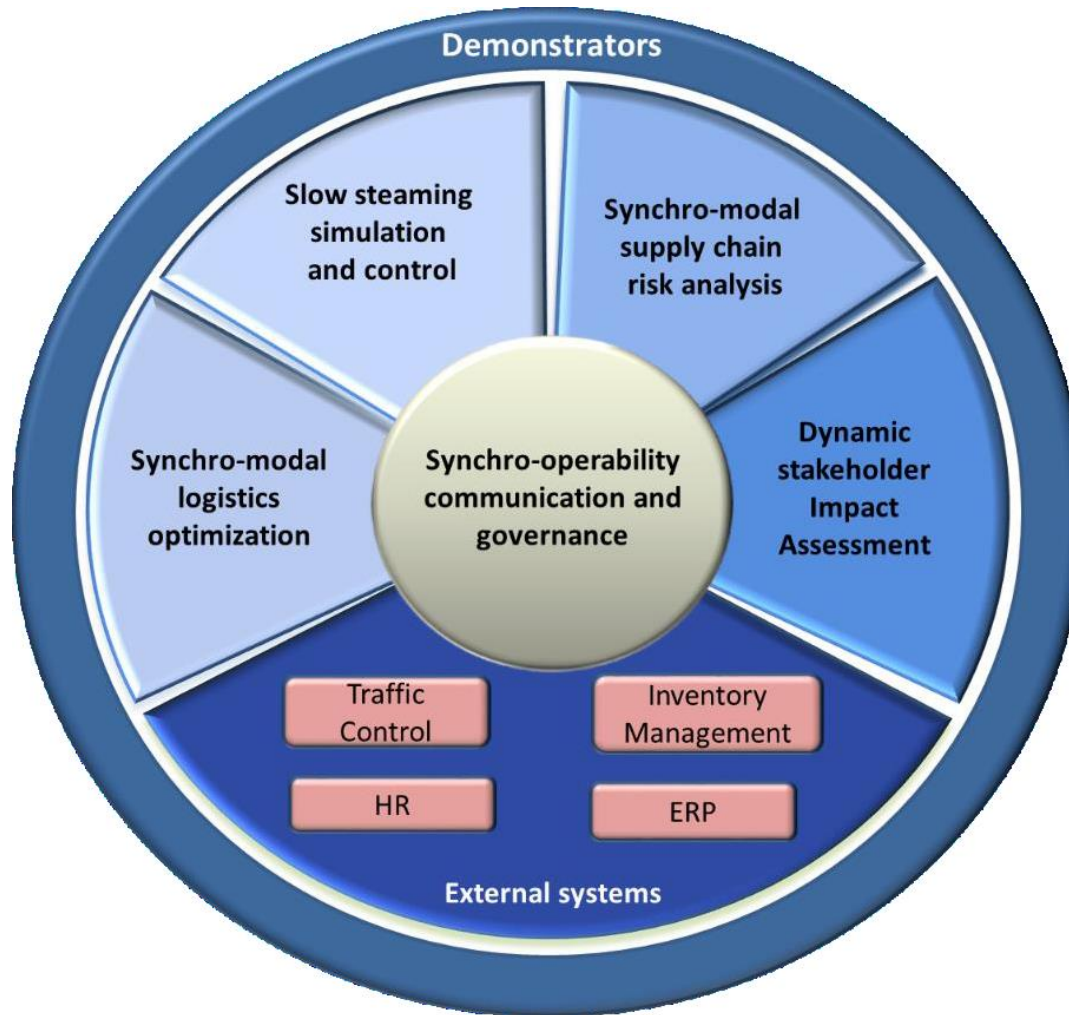 Demonstrators
Slow steaming
simulation
and control
Synchro-modal
supply chain
risk analysis
Synchro-modal
logistics
optimization
Synchro-operability
communication and
governance
Dynamic
stakeholder
Impact
Assessment
Traffic
Control
Inventory
Management
HR
ERP
External systems